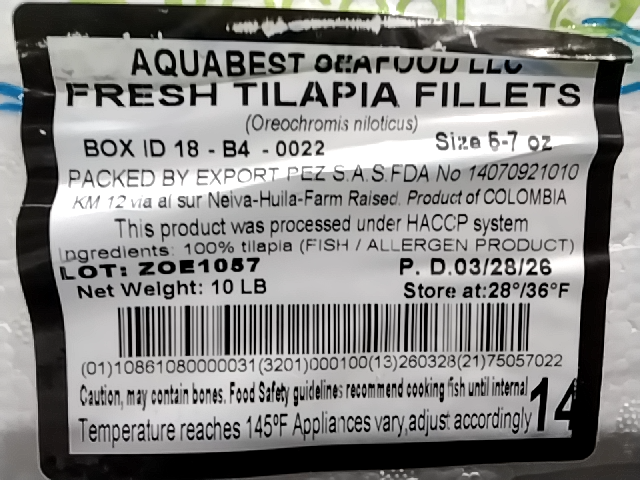 AQUABEST SEAFOOD LLC
FRESH TILAPIA FILLETS
(Oreochromis niloticus)
BOX ID 18 - B4 - 0022 Size 5-7 oz
PACKED BY EXPORT PEZ S.A.S.FDA No 14070921010
KM 12 via al sur Neiva-Huila-Farm Raised. Product of COLOMBIA
This product was processed under HACCP system
Ingredients: 100% tilapia (FISH / ALLERGEN PRODUCT)
LOT: ZOE1057 P. D.03/28/26
Net Weight: 10 LB Store at:28°/36°F
(01)10861080000031(3201)000100(13)260328(21)75057022
Caution, may contain bones. Food Safety guidelines recommend cooking fish until internal
Temperature reaches 145ºF Appliances vary,adjust accordingly
14